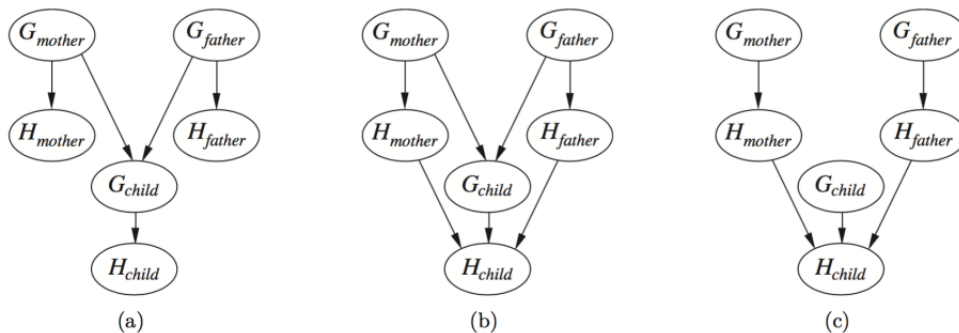 G_mother G_father G_mother G_father G_mother G_father
H_mother H_father H_mother H_father H_mother H_father
G_child G_child G_child
H_child H_child H_child
(a) (b) (c)